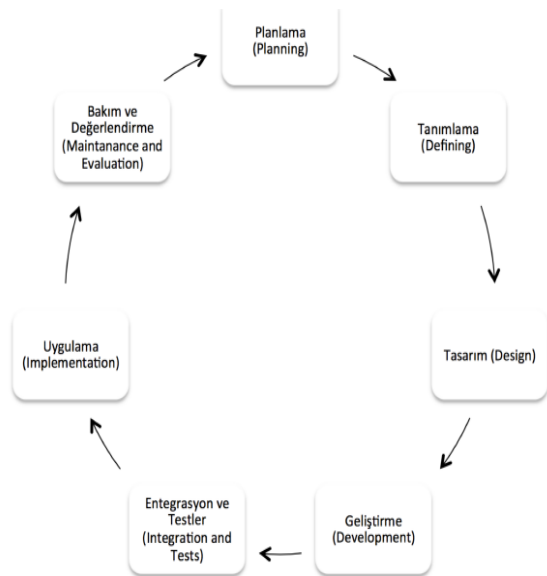 Planlama
(Planning)
Tanımlama
(Defining)
Tasarım (Design)
Geliştirme
(Development)
Entegrasyon ve
Testler
(Integration and
Tests)
Uygulama
(Implementation)
Bakım ve
Değerlendirme
(Maintanance and
Evaluation)